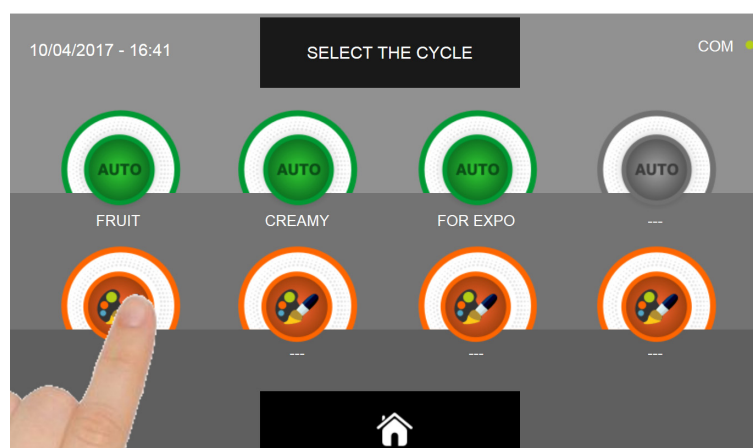 10/04/2017 - 16:41
SELECT THE CYCLE
COM
AUTO
AUTO
AUTO
AUTO
FRUIT
CREAMY
FOR EXPO
---
---
---
---